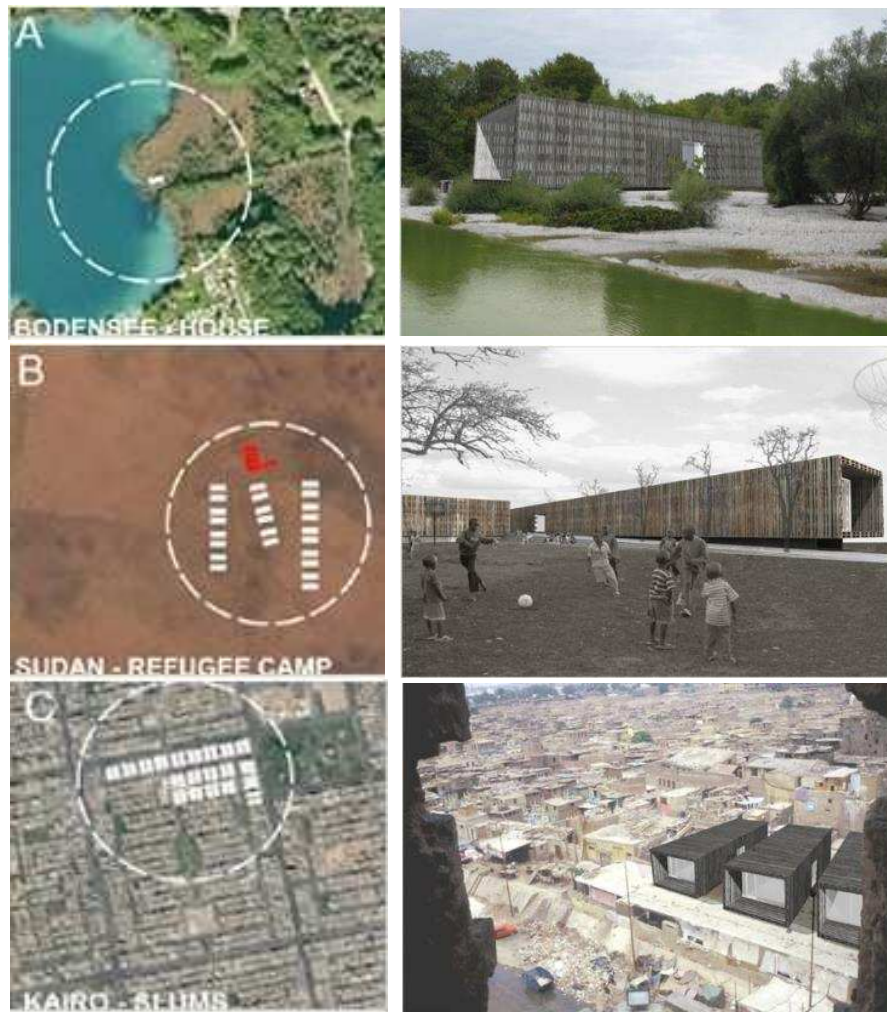 A
BODENSEE - HOUSE
B
SUDAN - REFUGEE CAMP
C
KAIRO - SLUMS